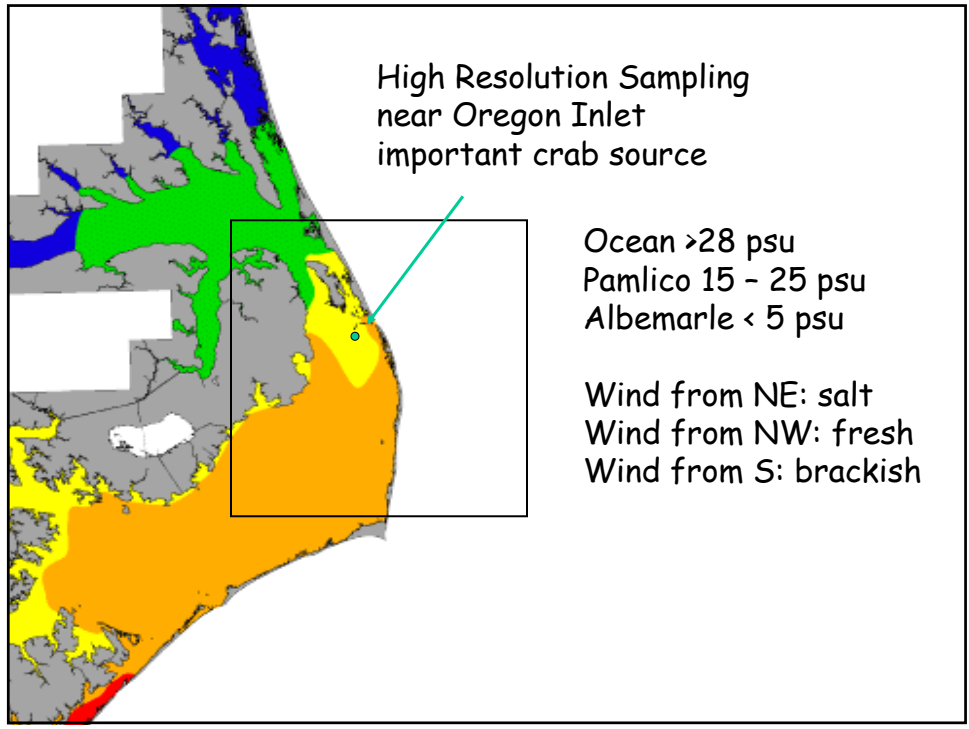 High Resolution Sampling
near Oregon Inlet
important crab source
Ocean >28 psu
Pamlico 15 – 25 psu
Albemarle < 5 psu
Wind from NE: salt
Wind from NW: fresh
Wind from S: brackish